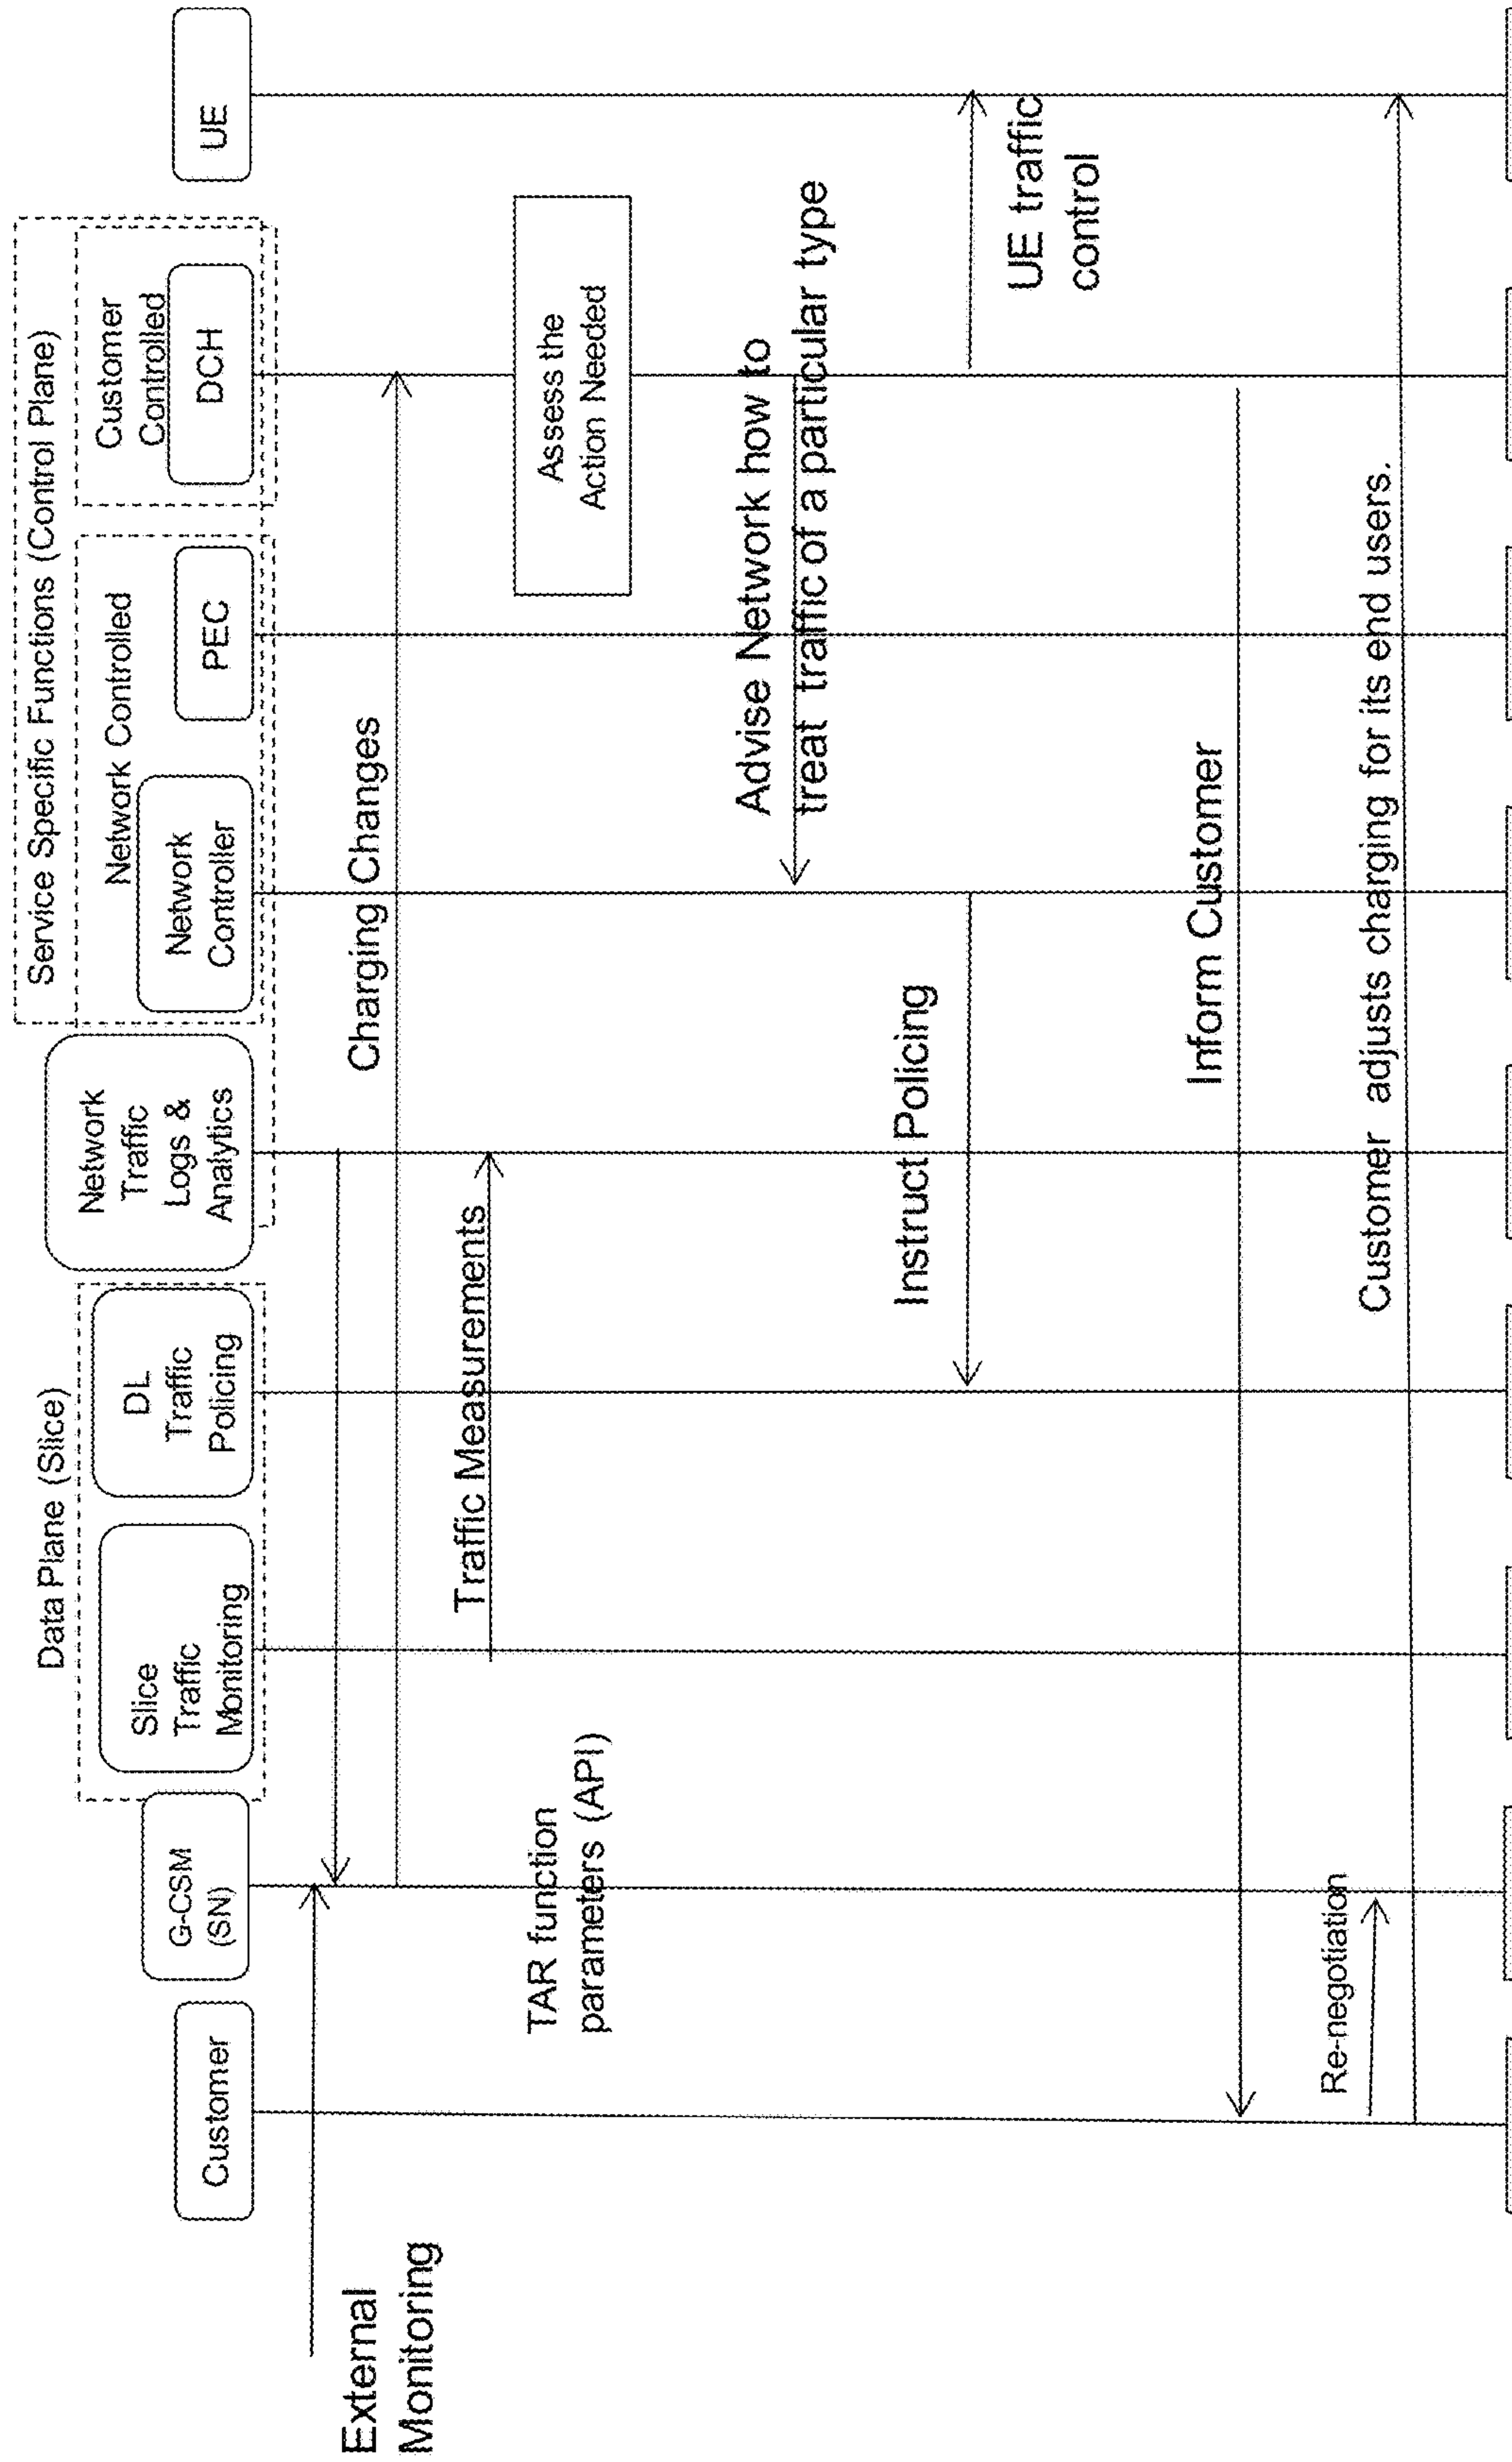 Data Plane (Slice)
Service Specific Functions (Control Plane)
Network Controlled
Customer
Controlled
Customer
G-CSM
(SN)
Slice
Traffic
Monitoring
DL
Traffic
Policing
Network
Traffic
Logs &
Analytics
Network
Controller
PEC
DCH
UE
External
Monitoring
Charging Changes
Traffic Measurements
TAR function
parameters (API)
Assess the
Action Needed
Advise Network how to
treat traffic of a particular type
Instruct Policing
UE traffic
control
Inform Customer
Re-negotiation
Customer adjusts charging for its end users.